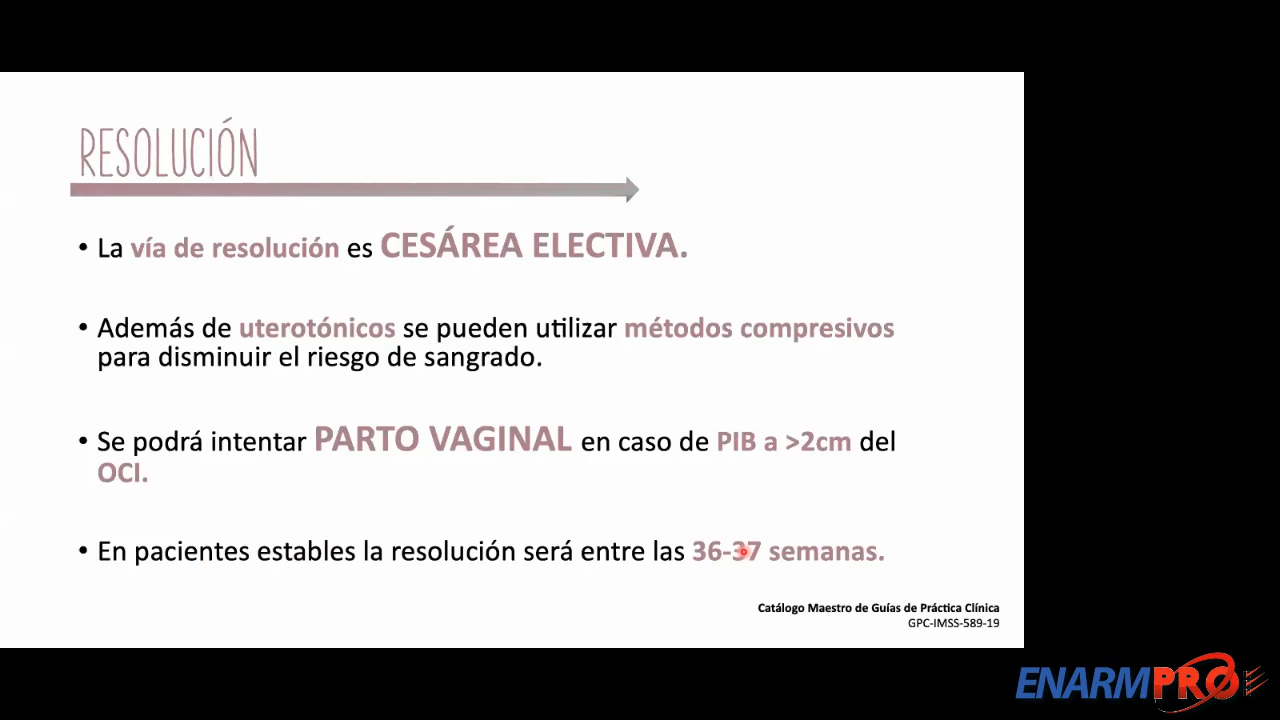 RESOLUCIÓN
• La vía de resolución es CESÁREA ELECTIVA.
• Además de uterotónicos se pueden utilizar métodos compresivos
para disminuir el riesgo de sangrado.
• Se podrá intentar PARTO VAGINAL en caso de PIB a >2cm del
OCI.
• En pacientes estables la resolución será entre las 36-37 semanas.
Catálogo Maestro de Guías de Práctica Clínica
GPC-IMSS-589-19
ENARMPRO